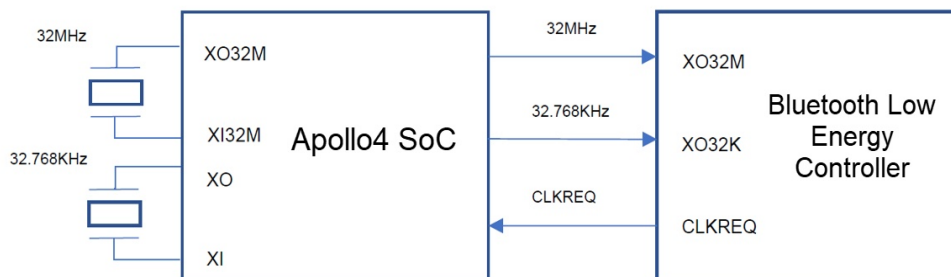 32MHz
XO32M
XI32M
32.768KHz
XO
XI
Apollo4 SoC
32MHz
32.768KHz
CLKREQ
XO32M
XO32K
CLKREQ
Bluetooth Low
Energy
Controller